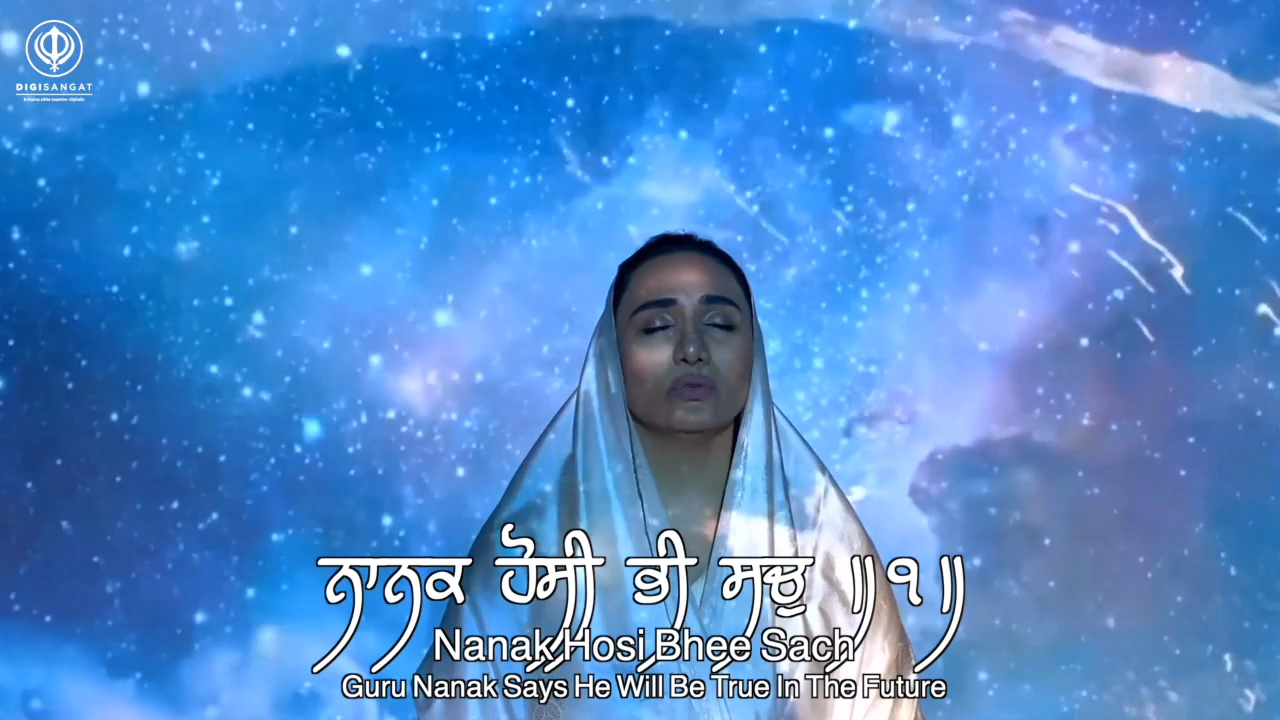 DIGISANGAT
ਨਾਨਕ ਹੋਸੀ ਭੀ ਸਚੁ ॥੧॥
Nanak Hosi Bhee Sach
Guru Nanak Says He Will Be True In The Future